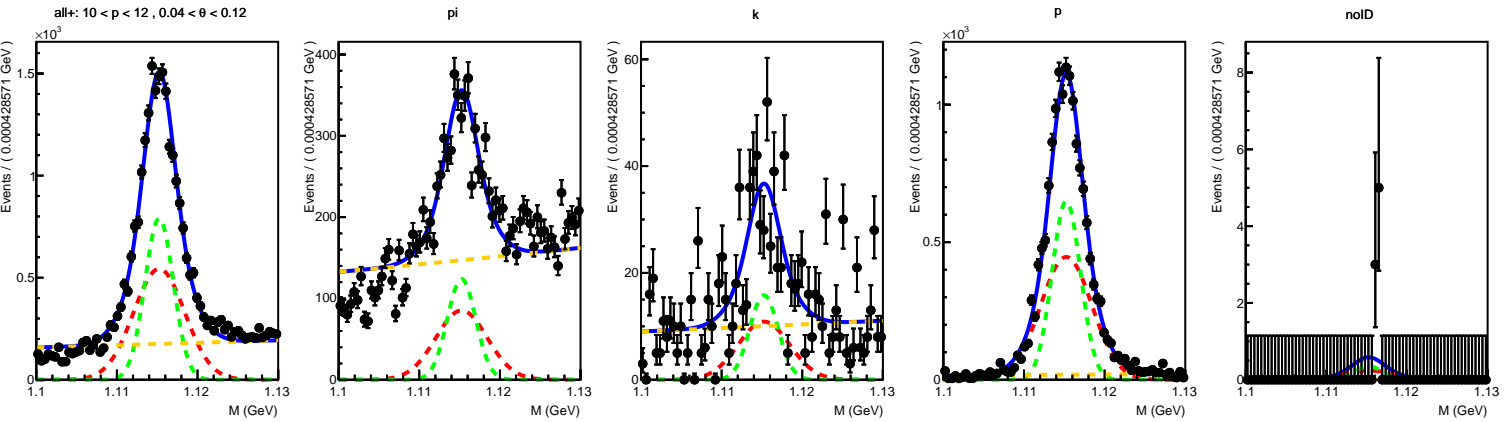 all+: 10 < p < 12 , 0.04 < θ < 0.12
×10³
Events / ( 0.000428571 GeV )
1.5
1
0.5
0
1.1
1.11
1.12
1.13
M (GeV)
pi
Events / ( 0.000428571 GeV )
400
300
200
100
0
1.1
1.11
1.12
1.13
M (GeV)
k
Events / ( 0.000428571 GeV )
60
40
20
0
1.1
1.11
1.12
1.13
M (GeV)
p
×10³
Events / ( 0.000428571 GeV )
1
0.5
0
1.1
1.11
1.12
1.13
M (GeV)
noID
Events / ( 0.000428571 GeV )
8
6
4
2
0
1.1
1.11
1.12
1.13
M (GeV)